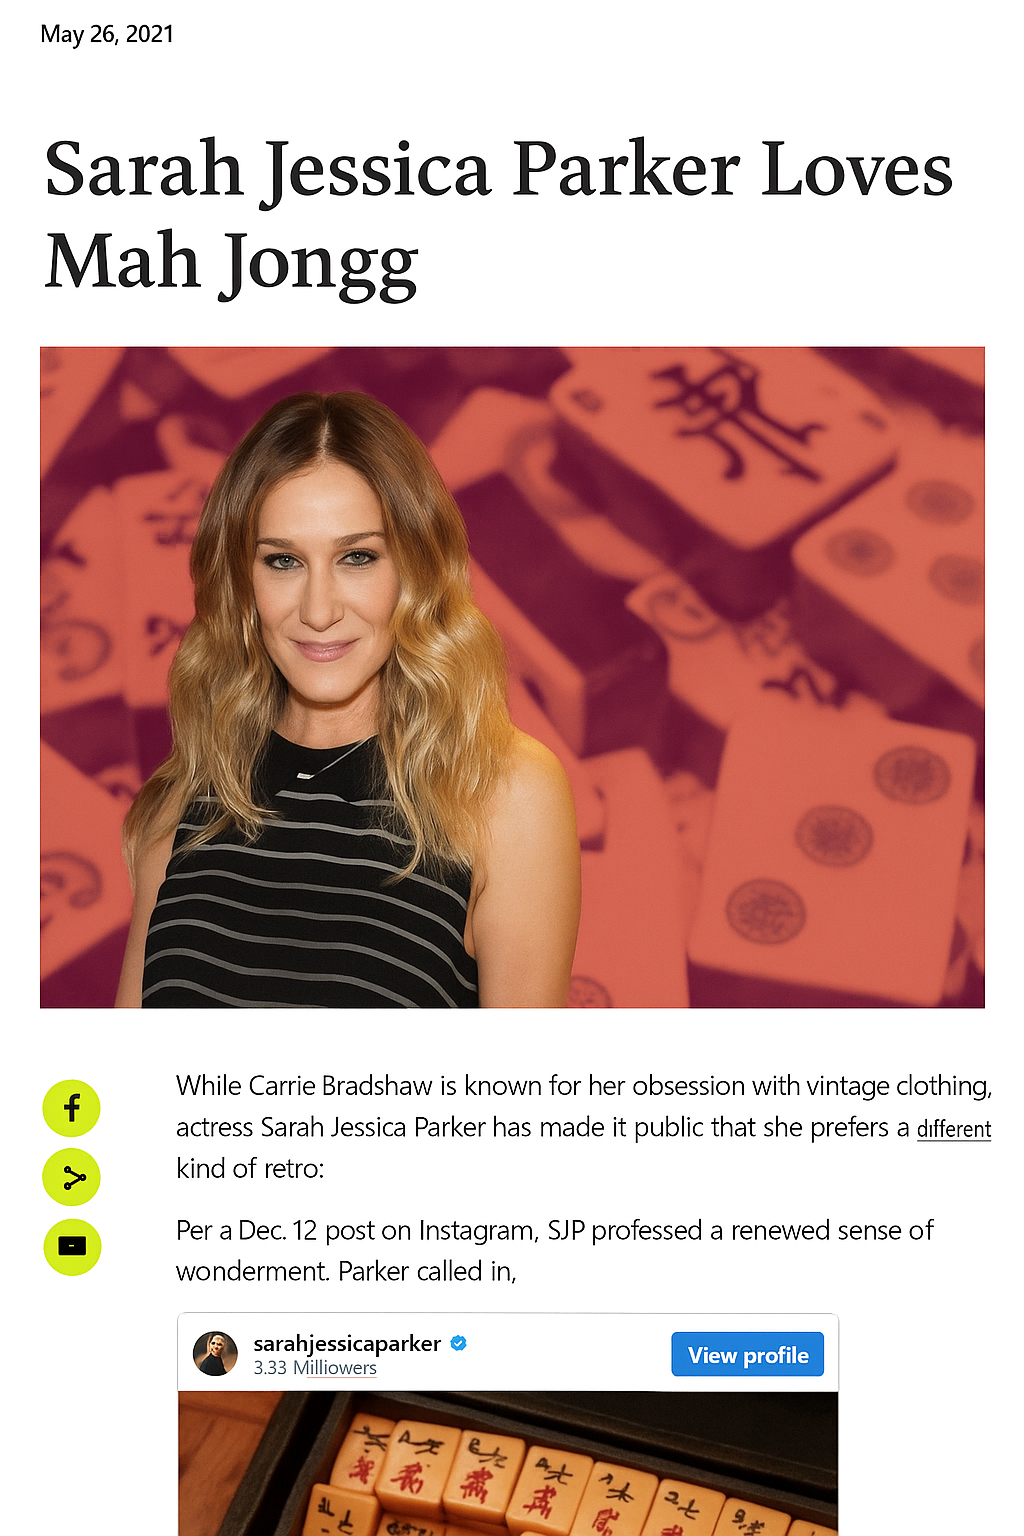 May 26, 2021
Sarah Jessica Parker Loves
Mah Jongg
While Carrie Bradshaw is known for her obsession with vintage clothing,
actress Sarah Jessica Parker has made it public that she prefers a different
kind of retro:
Per a Dec. 12 post on Instagram, SJP professed a renewed sense of
wonderment. Parker called in,
sarahjessicaparker
3.33 Milliowers
View profile